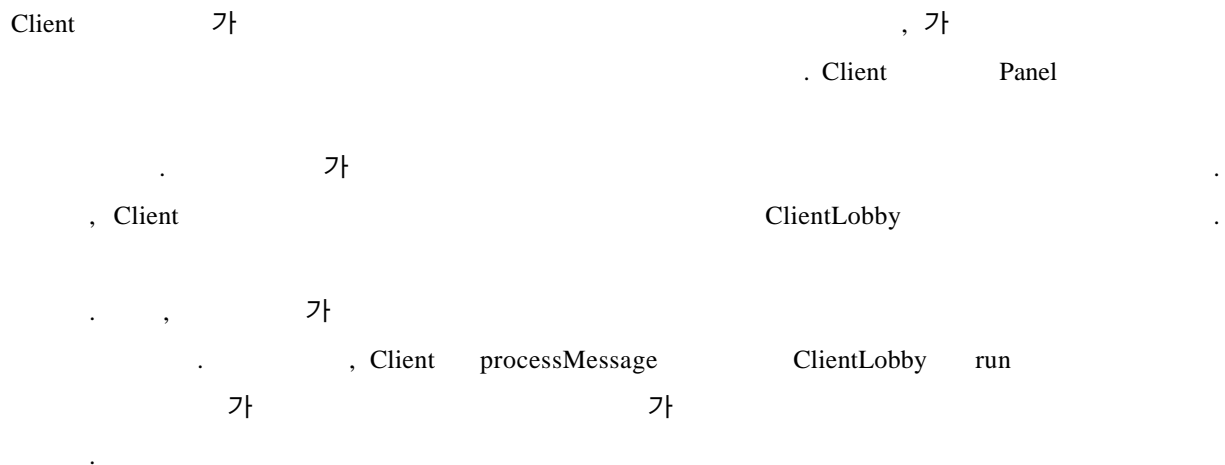 Client 가 , 가
. Client Panel
. 가 .
, Client ClientLobby .
. , 가
. , Client processMessage ClientLobby run
가 가
.